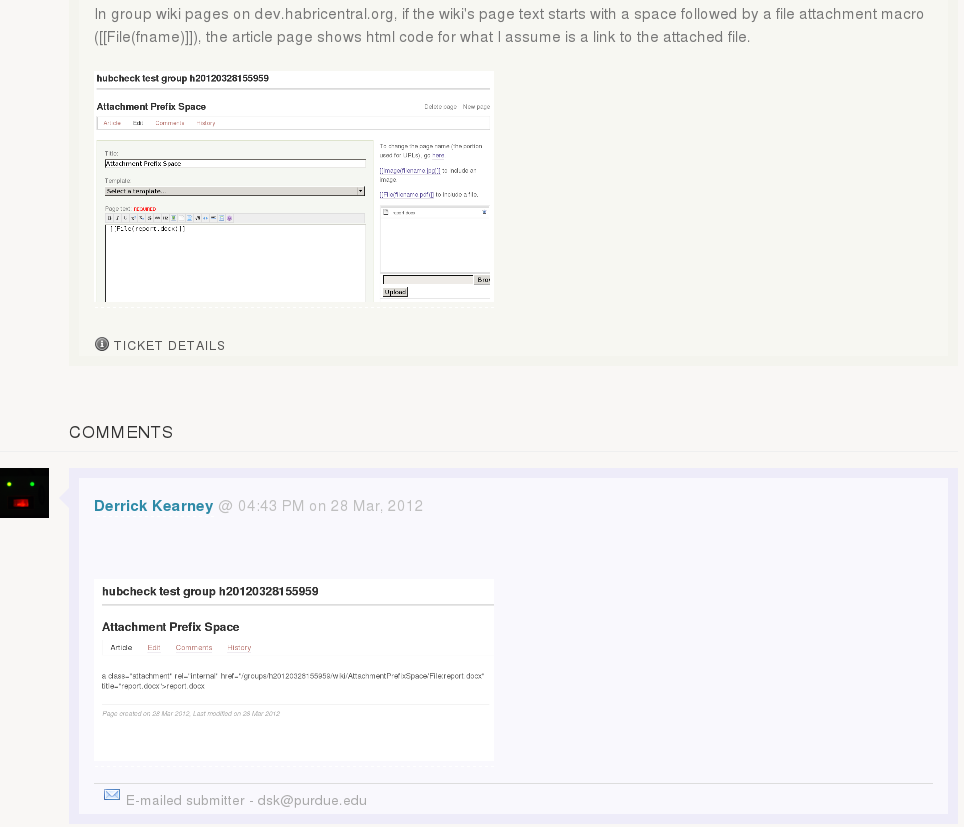 In group wiki pages on dev.habricentral.org, if the wiki's page text starts with a space followed by a file attachment macro
([[File(fname)]]), the article page shows html code for what I assume is a link to the attached file.
hubcheck test group h20120328155959
Attachment Prefix Space
Delete page New page
Article Edit Comments History
Title:
Attachment Prefix Space
Template:
Select a template...
Page text: REQUIRED
[[File(report.docx)]]
To change the page name (the portion
used for URLs), go here.
[[Image(filename.jpg)]] to include an
image.
[[File(filename.pdf)]] to include a file.
report.docx
Brow
Upload
TICKET DETAILS
COMMENTS
Derrick Kearney @ 04:43 PM on 28 Mar, 2012
hubcheck test group h20120328155959
Attachment Prefix Space
Article Edit Comments History
a class="attachment" rel="internal" href="/groups/h20120328155959/wiki/AttachmentPrefixSpace/File:report.docx"
title="report.docx">report.docx
Page created on 28 Mar 2012, Last modified on 28 Mar 2012
E-mailed submitter - dsk@purdue.edu